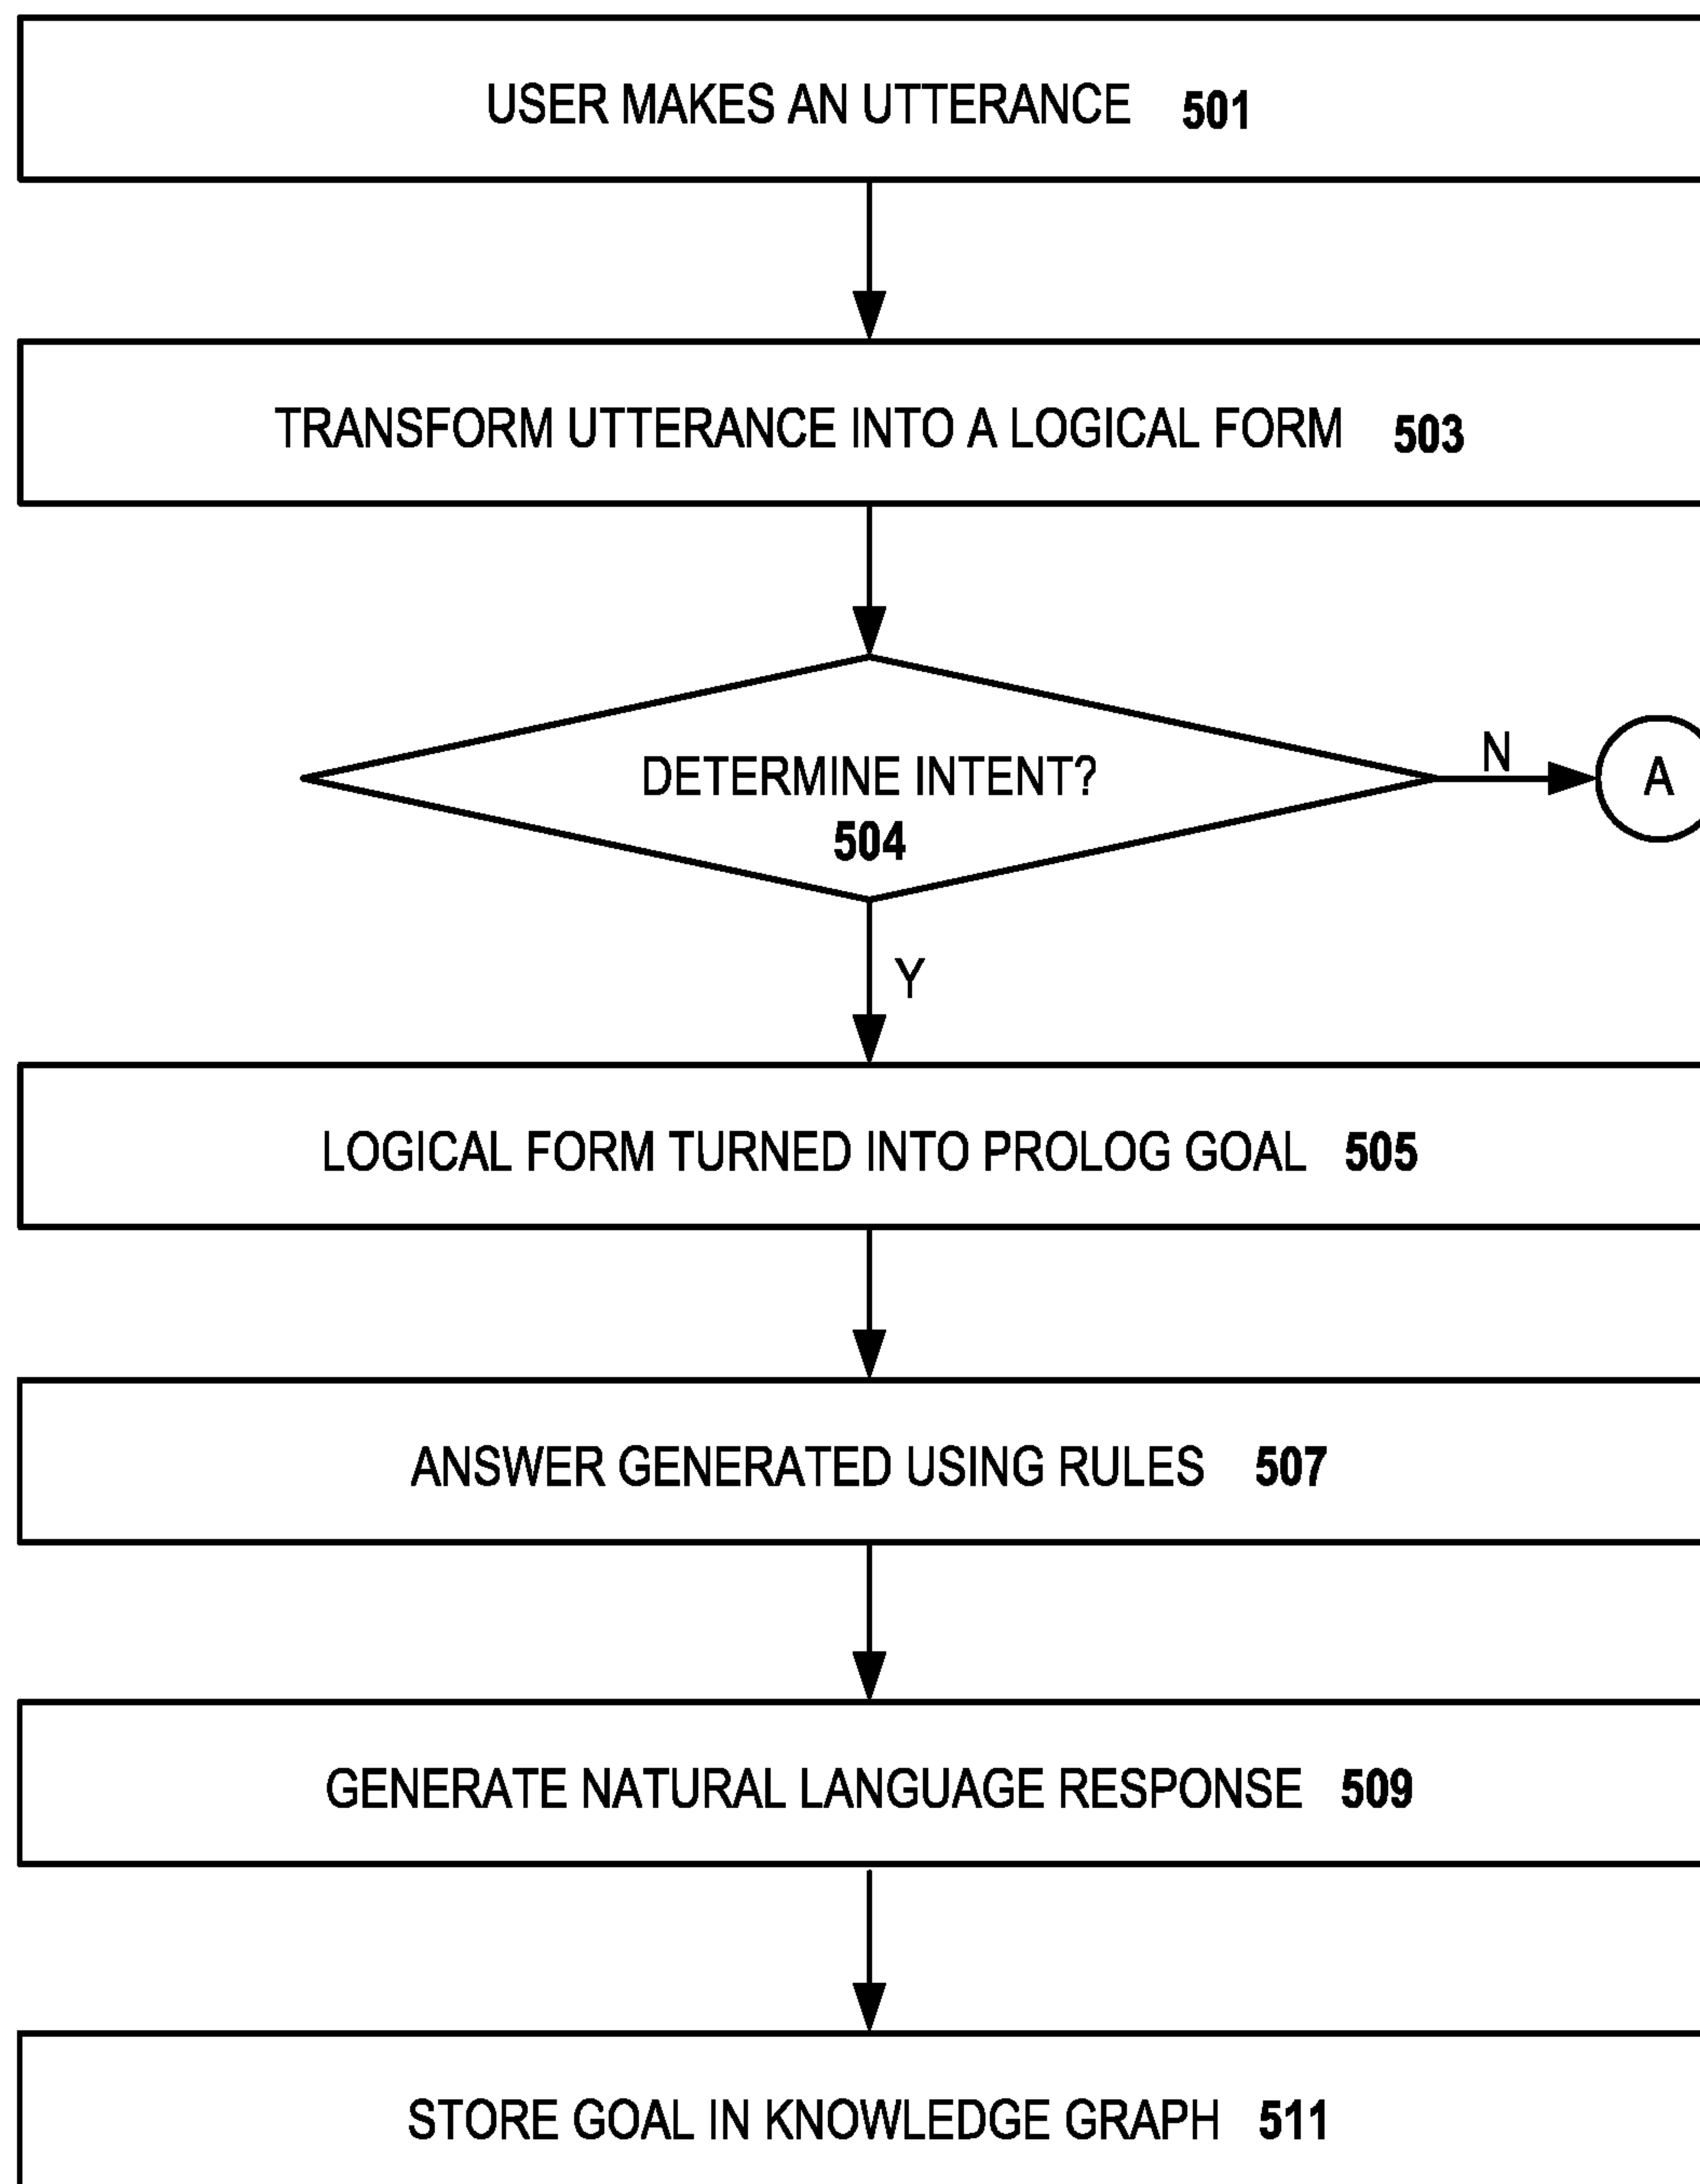 USER MAKES AN UTTERANCE 501
TRANSFORM UTTERANCE INTO A LOGICAL FORM 503
DETERMINE INTENT?
504
N
A
Y
LOGICAL FORM TURNED INTO PROLOG GOAL 505
ANSWER GENERATED USING RULES 507
GENERATE NATURAL LANGUAGE RESPONSE 509
STORE GOAL IN KNOWLEDGE GRAPH 511